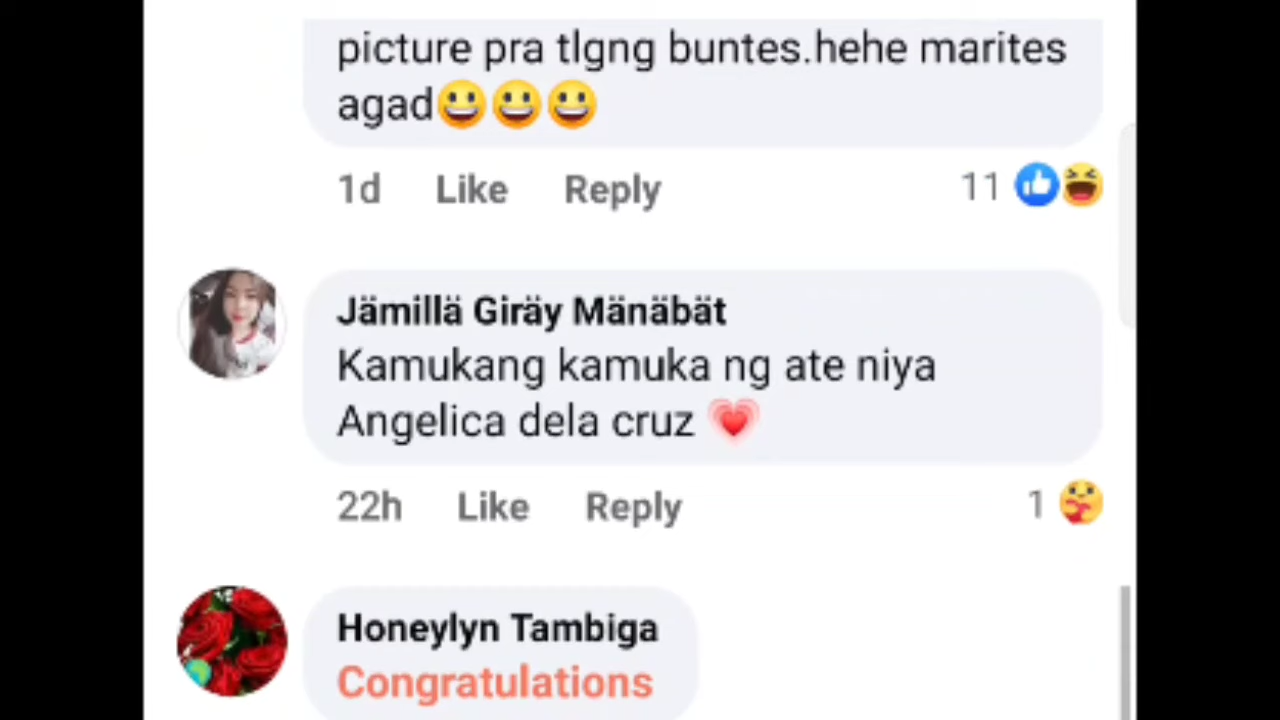 picture pra tlgng buntes.hehe marites
agad😀😀😀
1d Like Reply 11
Jämillä Giräy Mänäbät
Kamukang kamuka ng ate niya
Angelica dela cruz 💗
22h Like Reply 1
Honeylyn Tambiga
Congratulations